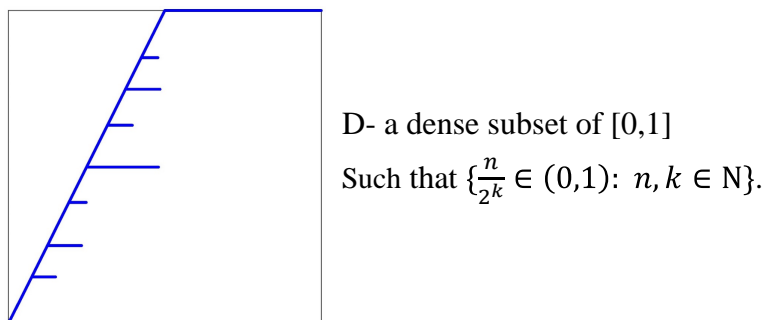 D- a dense subset of [0,1]
Such that {n/2^k ∈ (0,1): n, k ∈ N}.